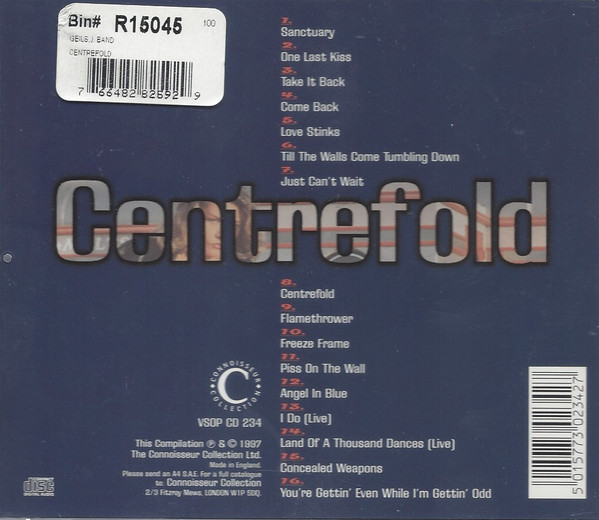 Bin# R15045 100
GEILS,J. BAND
CENTREFOLD
7 66482 82692 9
1.
Sanctuary
2.
One Last Kiss
3.
Take It Back
4.
Come Back
5.
Love Stinks
6.
Till The Walls Come Tumbling Down
7.
Just Can't Wait
Centrefold
8.
Centrefold
9.
Flamethrower
10.
Freeze Frame
11.
Piss On The Wall
12.
Angel In Blue
13.
I Do (Live)
14.
Land Of A Thousand Dances (Live)
15.
Concealed Weapons
16.
You're Gettin' Even While I'm Gettin' Odd
CONNOISSEUR
C
COLLECTION
VSOP CD 234
This Compilation ℗ & © 1997
The Connoisseur Collection Ltd.
Made in England.
Please send an A4 S.A.E. For a full catalogue
to: Connoisseur Collection
2/3 Fitzroy Mews, LONDON W1P 5DQ.
disc
DIGITAL AUDIO
5 015773 023427